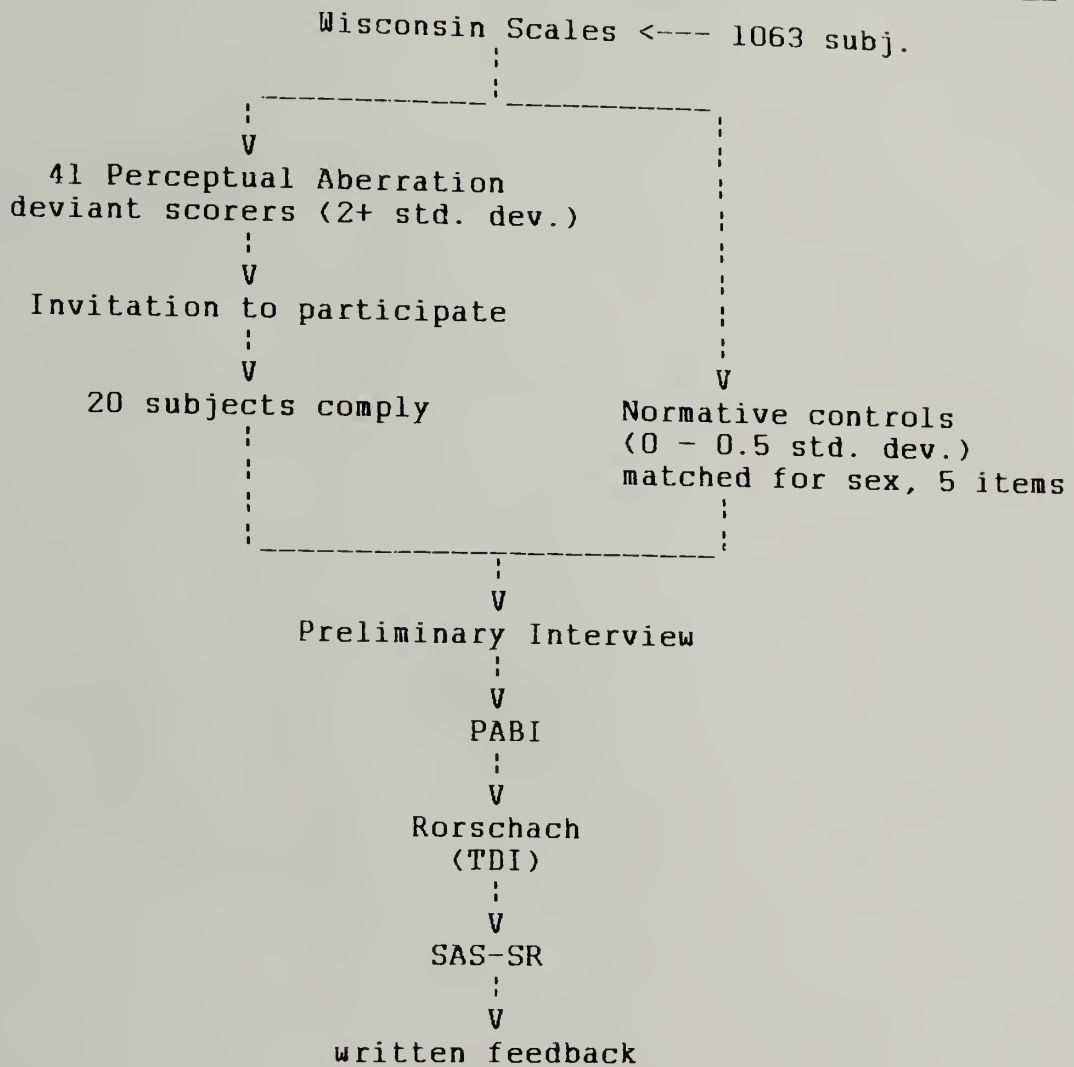 Wisconsin Scales <--- 1063 subj.
41 Perceptual Aberration
deviant scorers (2+ std. dev.)
Invitation to participate
20 subjects comply
Normative controls
(0 - 0.5 std. dev.)
matched for sex, 5 items
Preliminary Interview
PABI
Rorschach
(TDI)
SAS-SR
written feedback